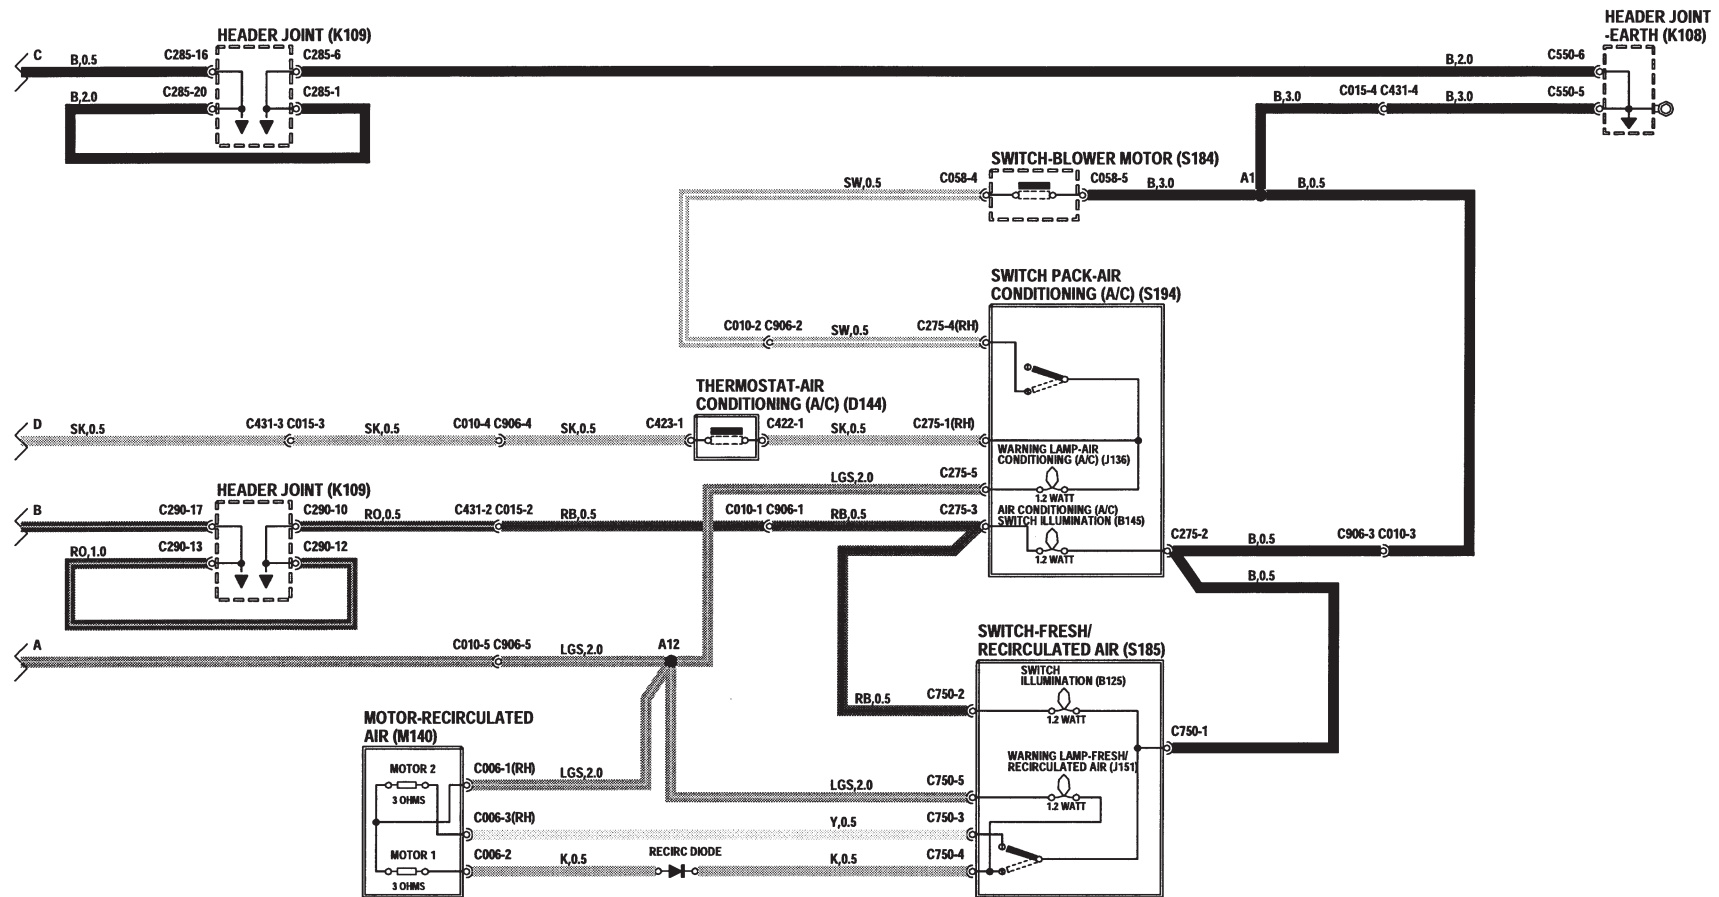 HEADER JOINT
-EARTH (K108)
HEADER JOINT (K109)
C
B,0.5
C285-16
C285-6
B,2.0
C550-6
B,2.0
C285-20
C285-1
B,3.0
C015-4 C431-4
B,3.0
C550-5
SWITCH-BLOWER MOTOR (S184)
SW,0.5
C058-4
C058-5
B,3.0
A1
B,0.5
SWITCH PACK-AIR
CONDITIONING (A/C) (S194)
C010-2 C906-2
SW,0.5
C275-4(RH)
THERMOSTAT-AIR
CONDITIONING (A/C) (D144)
D
SK,0.5
C431-3 C015-3
SK,0.5
C010-4 C906-4
SK,0.5
C423-1
C422-1
SK,0.5
C275-1(RH)
WARNING LAMP-AIR
CONDITIONING (A/C) (J136)
LGS,2.0
C275-5
1.2 WATT
HEADER JOINT (K109)
B
C290-17
C290-10
RO,0.5
C431-2 C015-2
RB,0.5
C010-1 C906-1
RB,0.5
C275-3
AIR CONDITIONING (A/C)
SWITCH ILLUMINATION (B145)
1.2 WATT
C275-2
B,0.5
C906-3 C010-3
RO,1.0
C290-13
C290-12
B,0.5
A
C010-5 C906-5
LGS,2.0
A12
SWITCH-FRESH/
RECIRCULATED AIR (S185)
SWITCH
ILLUMINATION (B125)
RB,0.5
C750-2
1.2 WATT
C750-1
MOTOR-RECIRCULATED
AIR (M140)
WARNING LAMP-FRESH/
RECIRCULATED AIR (J151)
MOTOR 2
3 OHMS
C006-1(RH)
LGS,2.0
LGS,2.0
C750-5
1.2 WATT
C006-3(RH)
Y,0.5
C750-3
MOTOR 1
3 OHMS
C006-2
K,0.5
RECIRC DIODE
K,0.5
C750-4